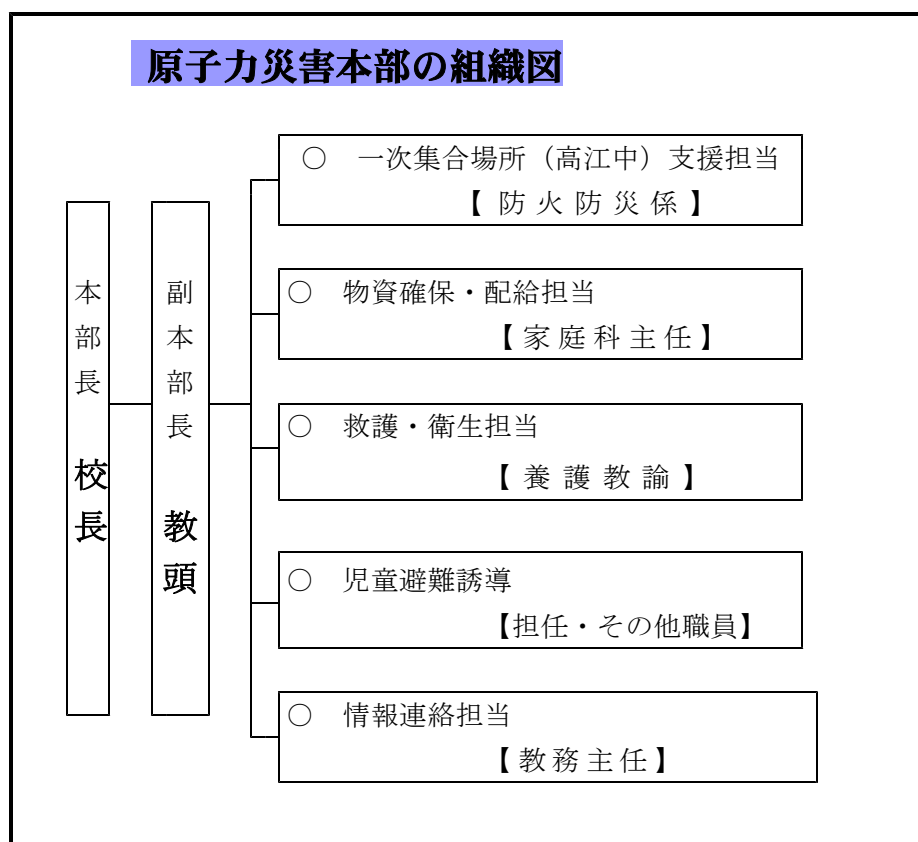 原子力災害本部の組織図
本部長 校長
副本部長 教頭
○ 一次集合場所（高江中）支援担当
【防火防災係】
○ 物資確保・配給担当
【家庭科主任】
○ 救護・衛生担当
【養護教諭】
○ 児童避難誘導
【担任・その他職員】
○ 情報連絡担当
【教務主任】